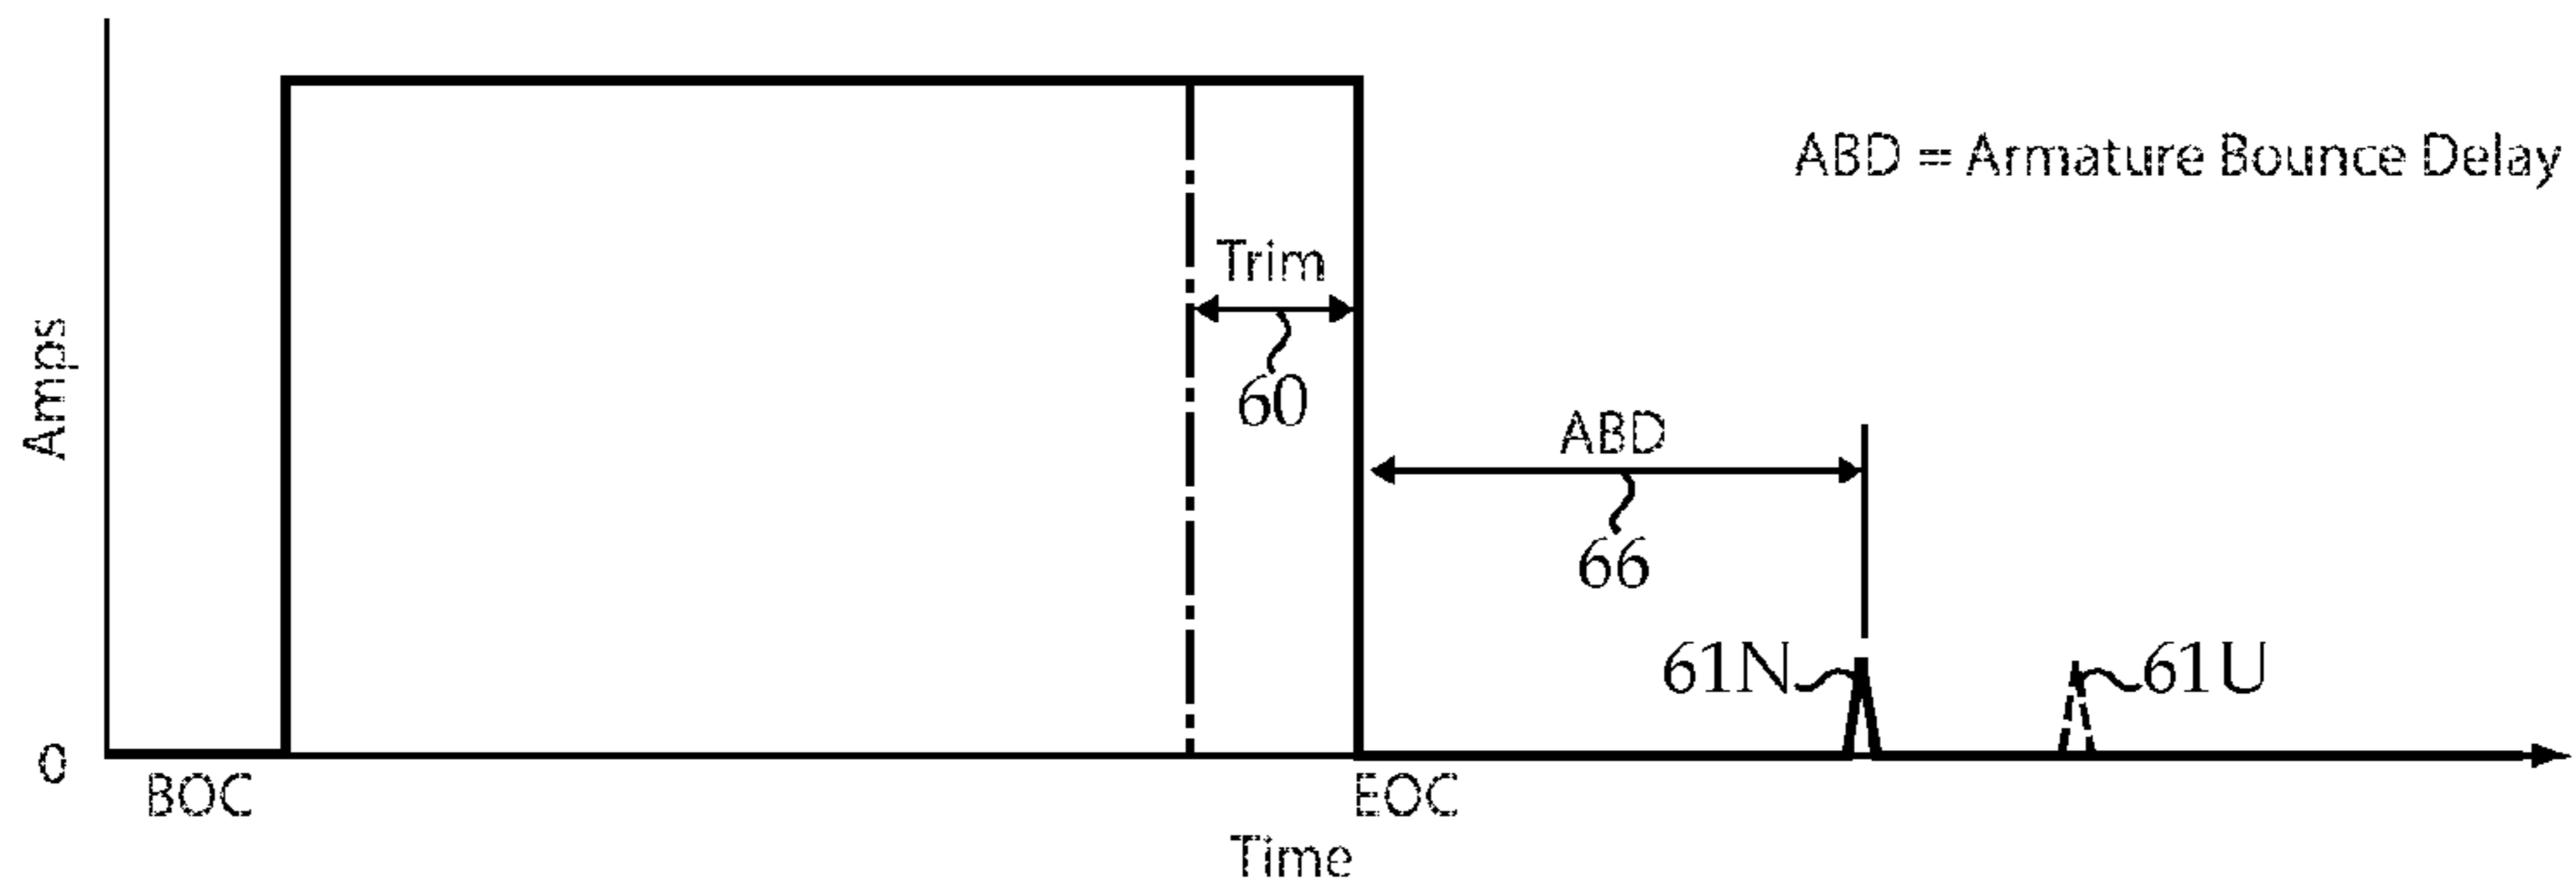 ABD = Armature Bounce Delay
Trim
60
Amps
ABD
66
61N
61U
0
BOC
EOC
Time